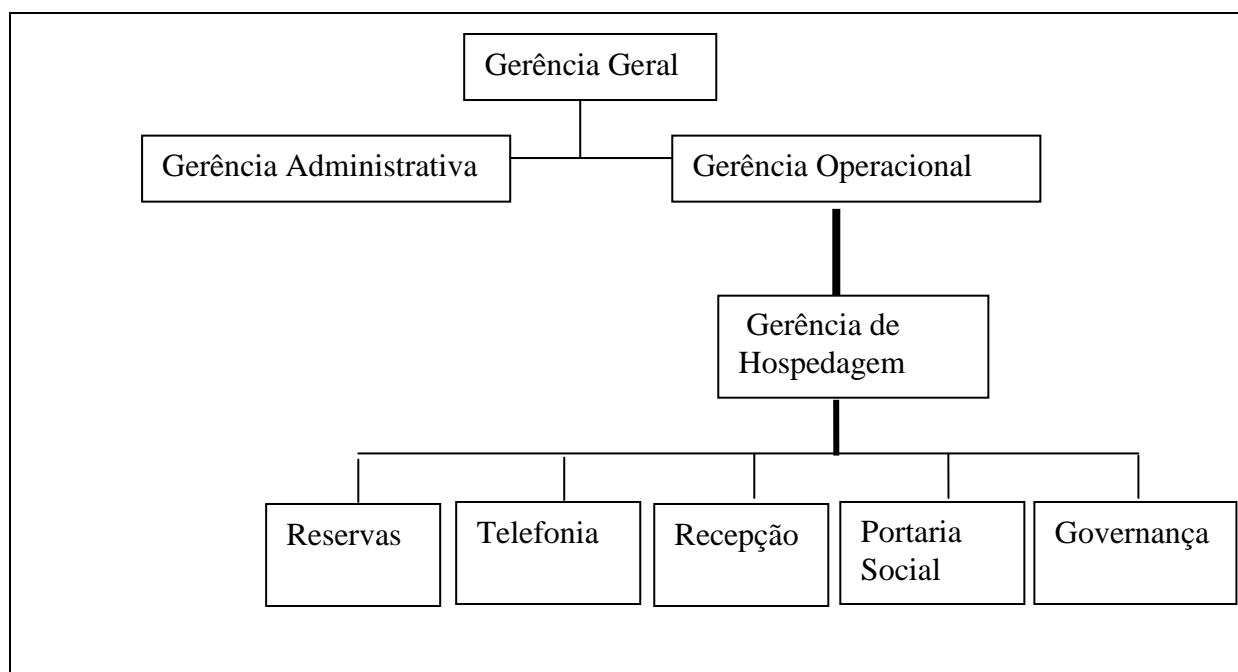 Gerência Geral
Gerência Administrativa
Gerência Operacional
Gerência de
Hospedagem
Reservas
Telefonia
Recepção
Portaria
Social
Governança